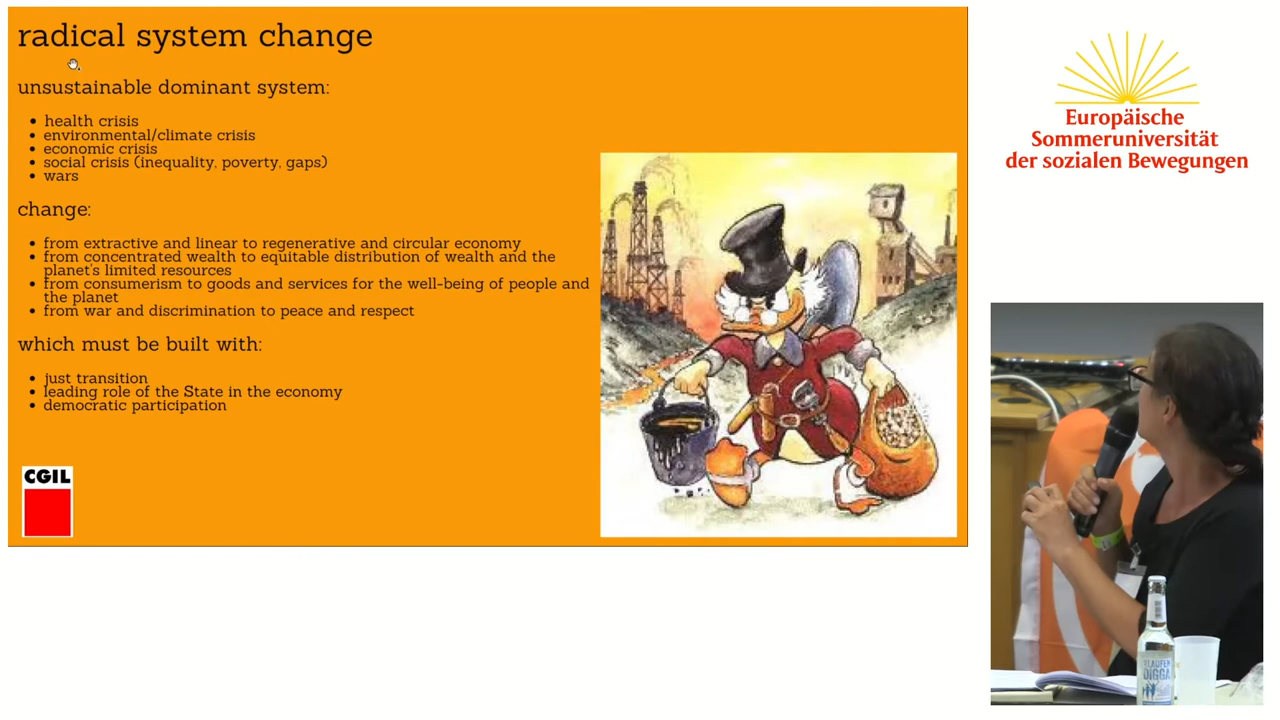 radical system change
unsustainable dominant system:
health crisis
environmental/climate crisis
economic crisis
social crisis (inequality, poverty, gaps)
wars
change:
from extractive and linear to regenerative and circular economy
from concentrated wealth to equitable distribution of wealth and the
planet's limited resources
from consumerism to goods and services for the well-being of people and
the planet
from war and discrimination to peace and respect
which must be built with:
just transition
leading role of the State in the economy
democratic participation
CGIL
Europäische
Sommeruniversität
der sozialen Bewegungen
DIGGA